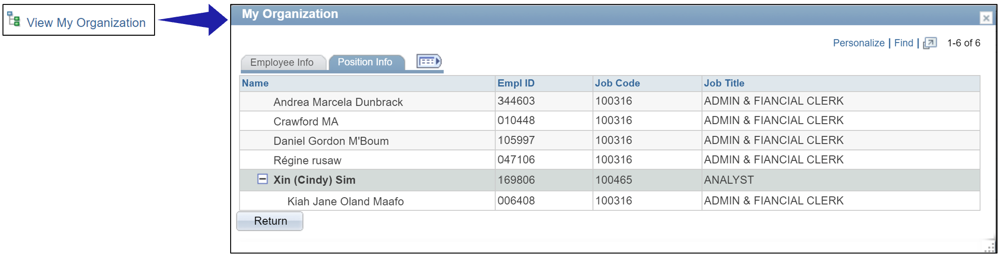 View My Organization
My Organization
Personalize | Find | 1-6 of 6
Employee Info Position Info
Name Empl ID Job Code Job Title
Andrea Marcela Dunbrack 344603 100316 ADMIN & FIANCIAL CLERK
Crawford MA 010448 100316 ADMIN & FIANCIAL CLERK
Daniel Gordon M'Boum 105997 100316 ADMIN & FIANCIAL CLERK
Régine rusaw 047106 100316 ADMIN & FIANCIAL CLERK
Xin (Cindy) Sim 169806 100465 ANALYST
Kiah Jane Oland Maafo 006408 100316 ADMIN & FIANCIAL CLERK
Return